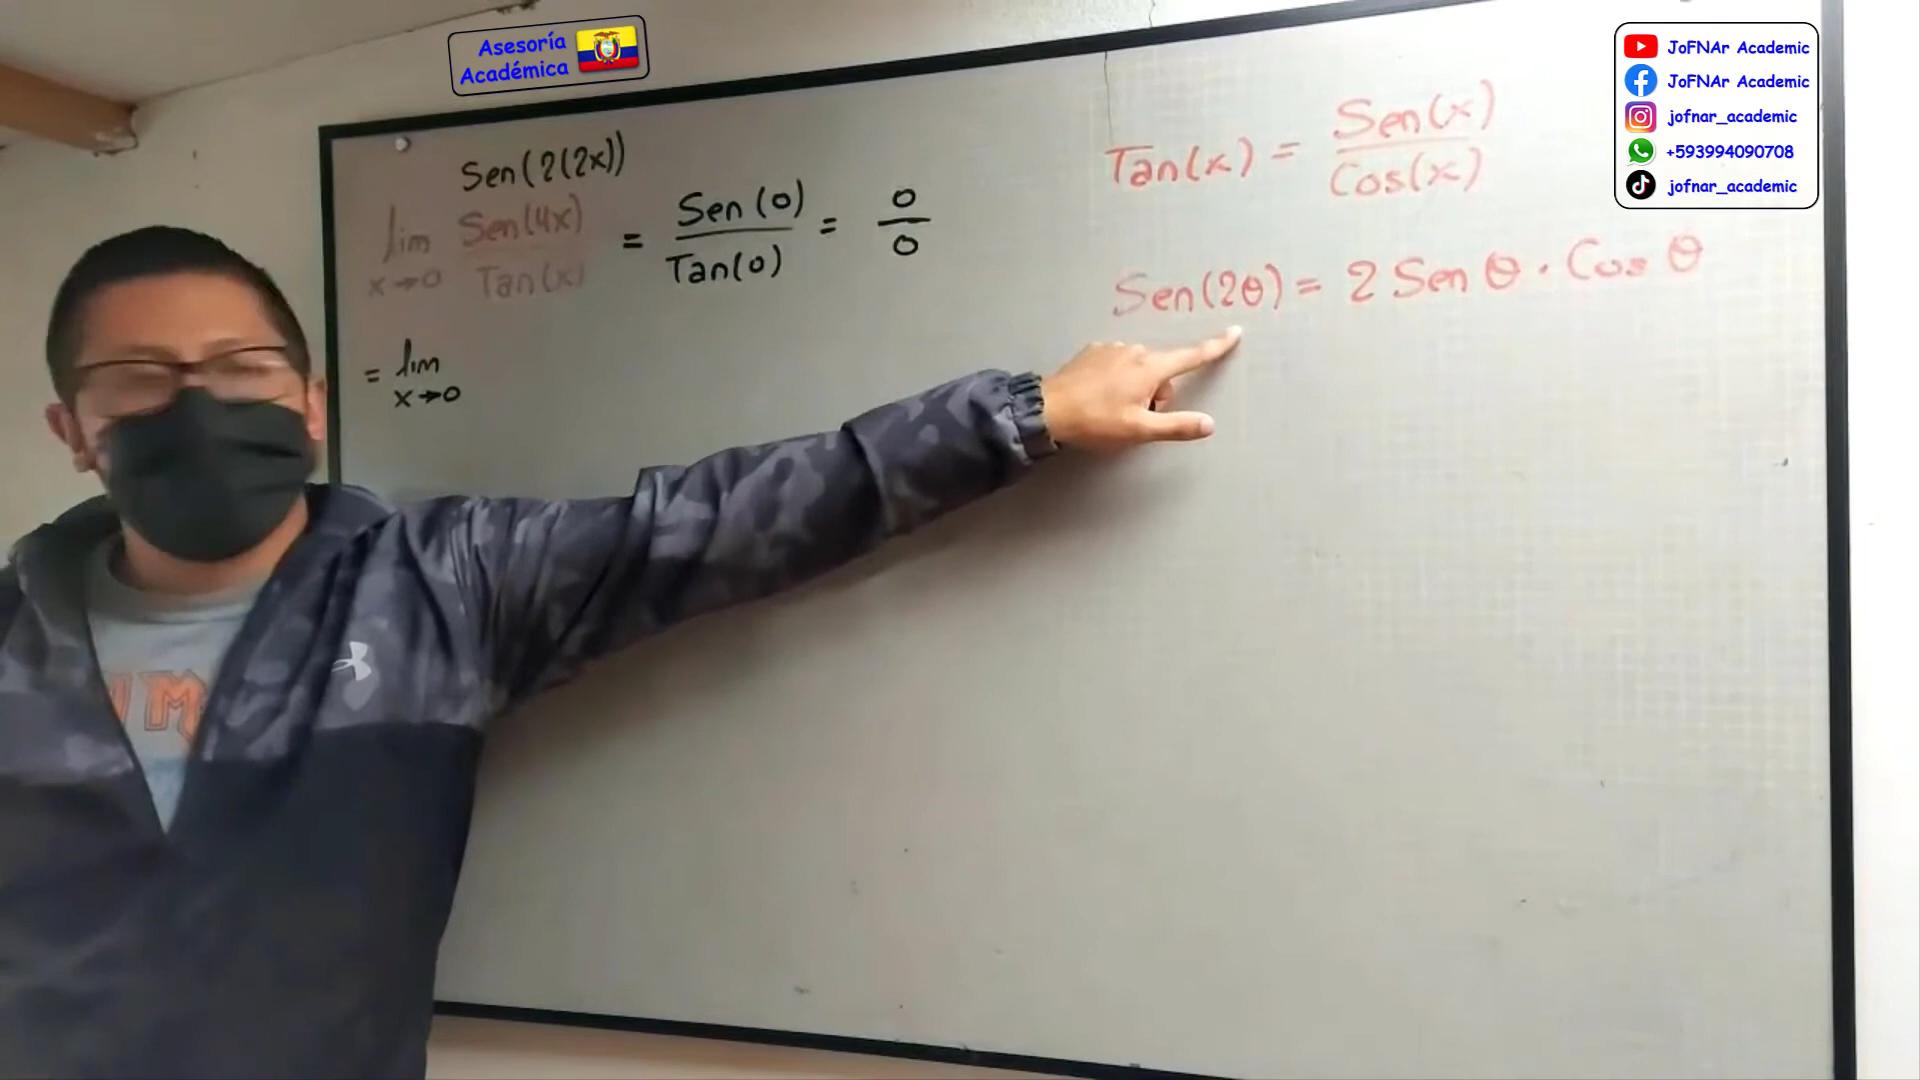 Asesoría
Académica
JoFNAr Academic
JoFNAr Academic
jofnar_academic
+593994090708
jofnar_academic
Sen(2(2x))
lim x→0 Sen(4x)/Tan(x) = Sen(0)/Tan(0) = 0/0
= lim x→0
Tan(x) = Sen(x)/Cos(x)
Sen(2θ) = 2 Sen θ · Cos θ